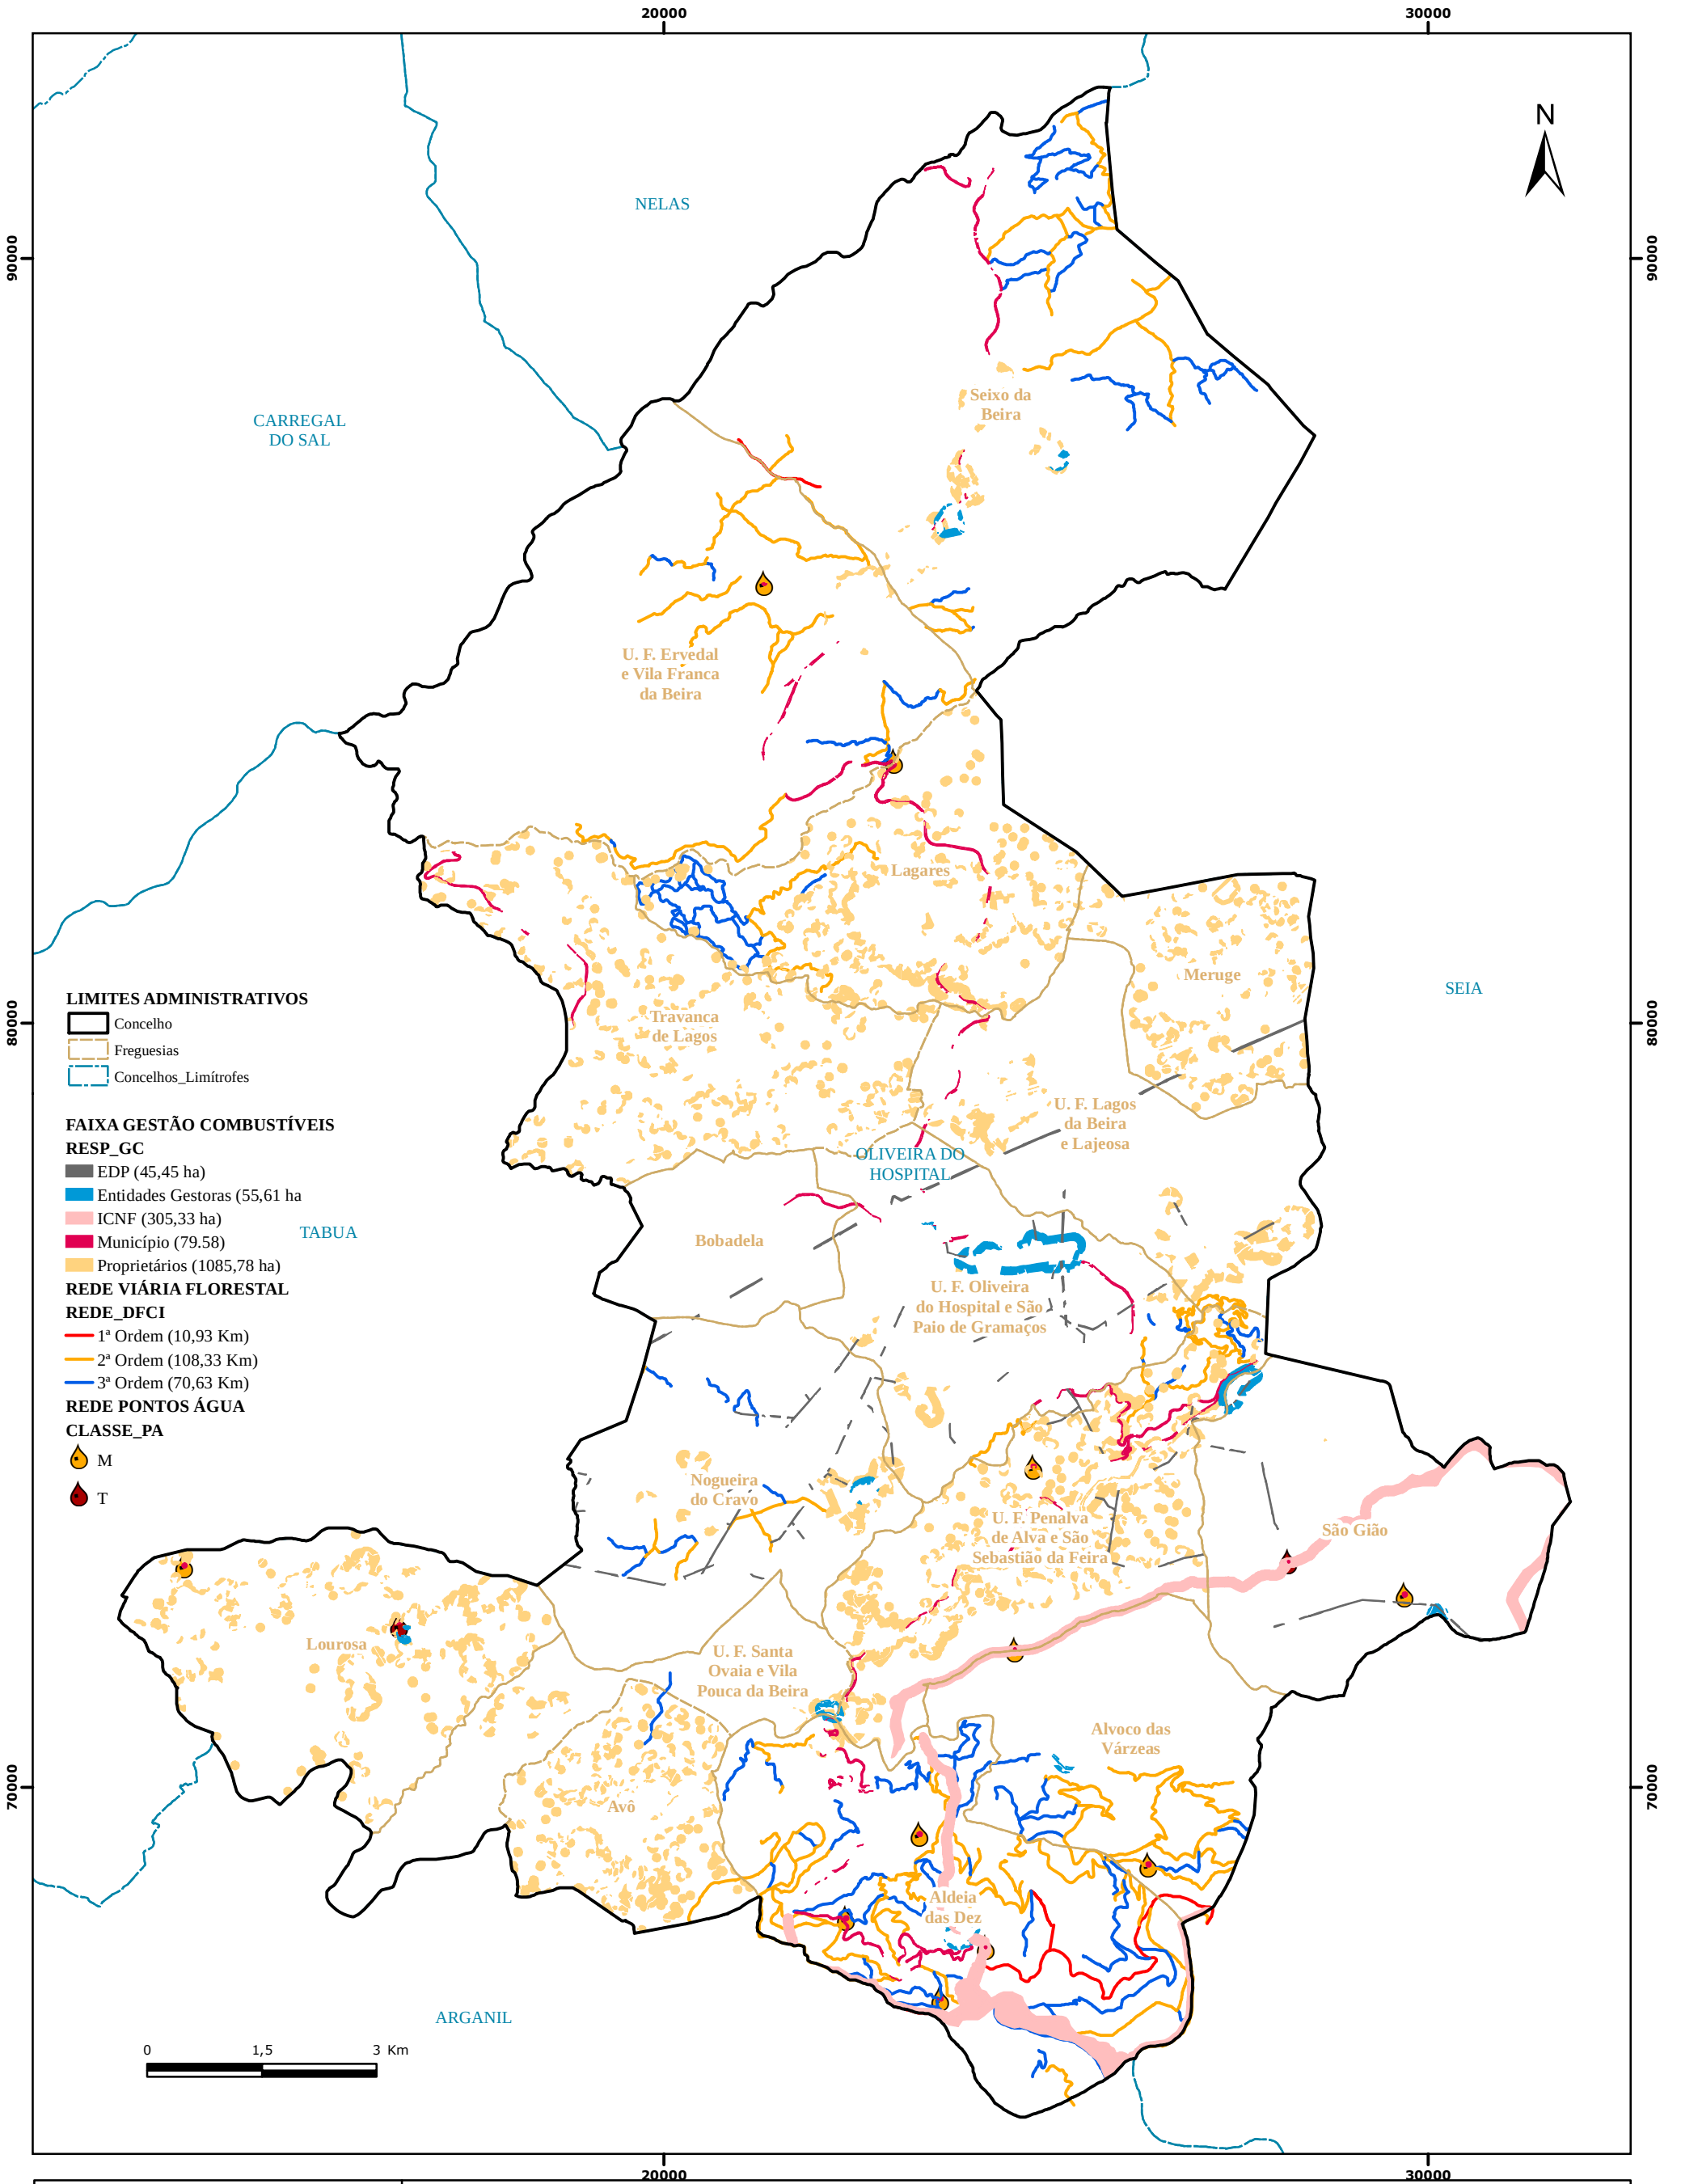 20000
30000
N
NELAS
90000
90000
CARREGAL
DO SAL
Seixo da
Beira
U. F. Ervedal
e Vila Franca
da Beira
Lagares
Meruge
SEIA
LIMITES ADMINISTRATIVOS
Concelho
Freguesias
Concelhos_Limítrofes
80000
80000
Travanca
de Lagos
U. F. Lagos
da Beira
e Lajeosa
OLIVEIRA DO
HOSPITAL
FAIXA GESTÃO COMBUSTÍVEIS
RESP_GC
EDP (45,45 ha)
Entidades Gestoras (55,61 ha
ICNF (305,33 ha)
Município (79.58)
Proprietários (1085,78 ha)
REDE VIÁRIA FLORESTAL
REDE_DFCI
1ª Ordem (10,93 Km)
2ª Ordem (108,33 Km)
3ª Ordem (70,63 Km)
REDE PONTOS ÁGUA
CLASSE_PA
M
T
TABUA
Bobadela
U. F. Oliveira
do Hospital e São
Paio de Gramaços
Nogueira
do Cravo
U. F. Penalva
de Alva e São
Sebastião da Feira
São Gião
Lourosa
U. F. Santa
Ovaia e Vila
Pouca da Beira
Alvoco das
Várzeas
70000
70000
Avô
Aldeia
das Dez
ARGANIL
0 1,5 3 Km
20000
30000